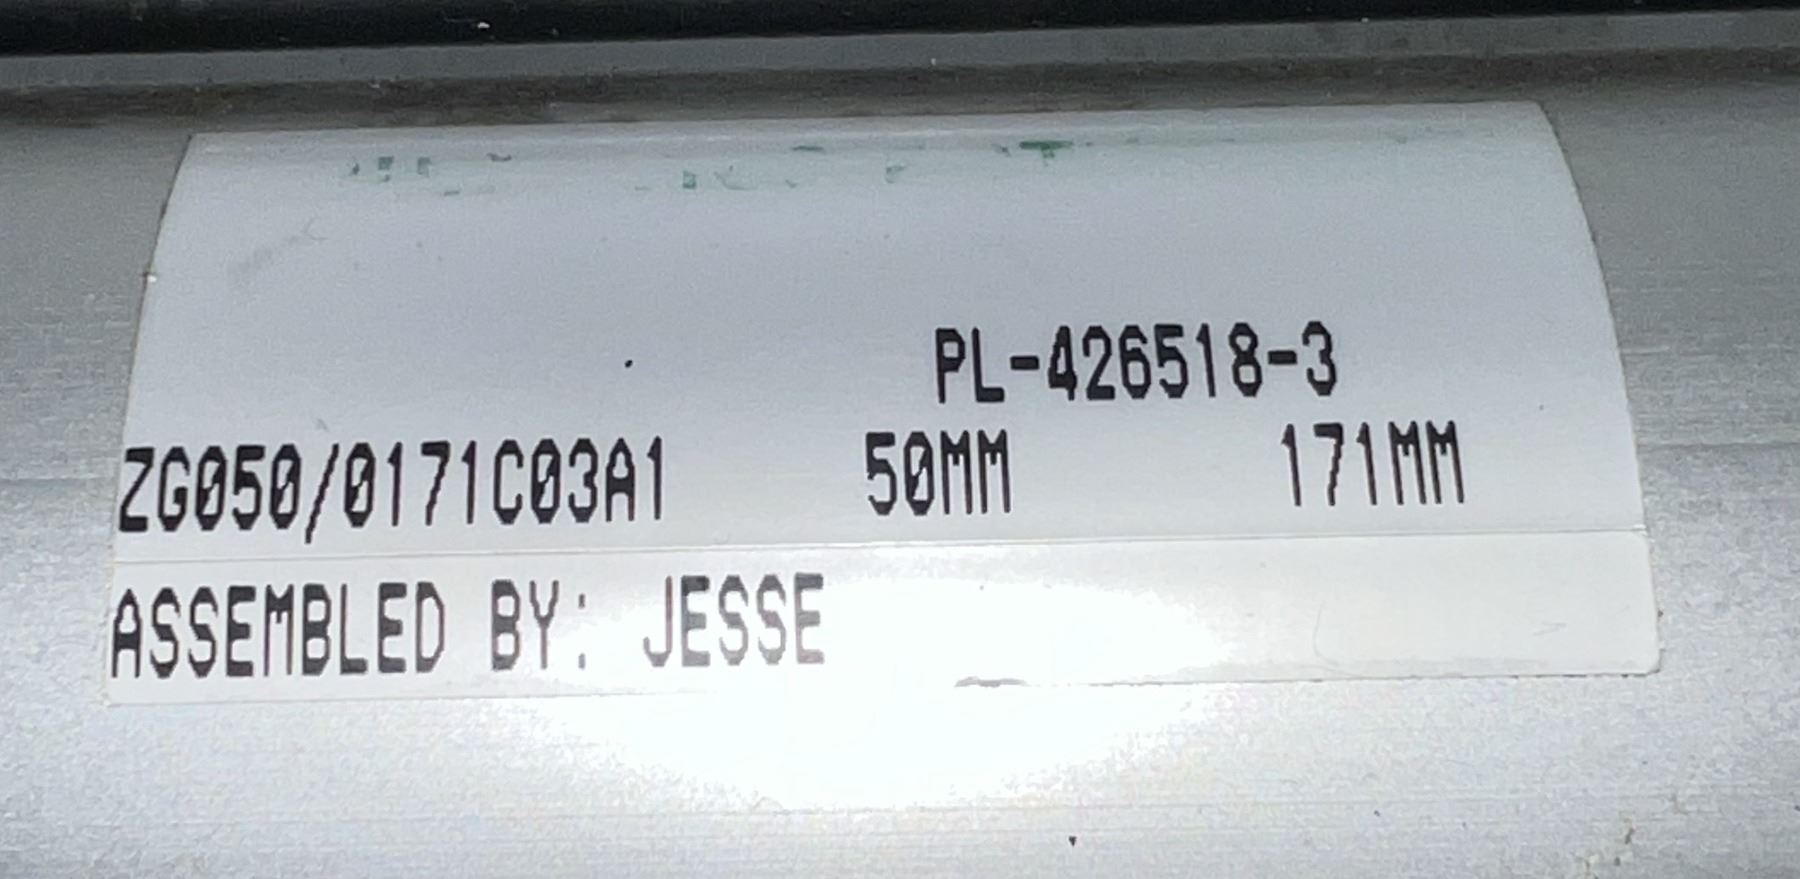 PL-426518-3
ZG050/0171C03A1 50MM 171MM
ASSEMBLED BY: JESSE